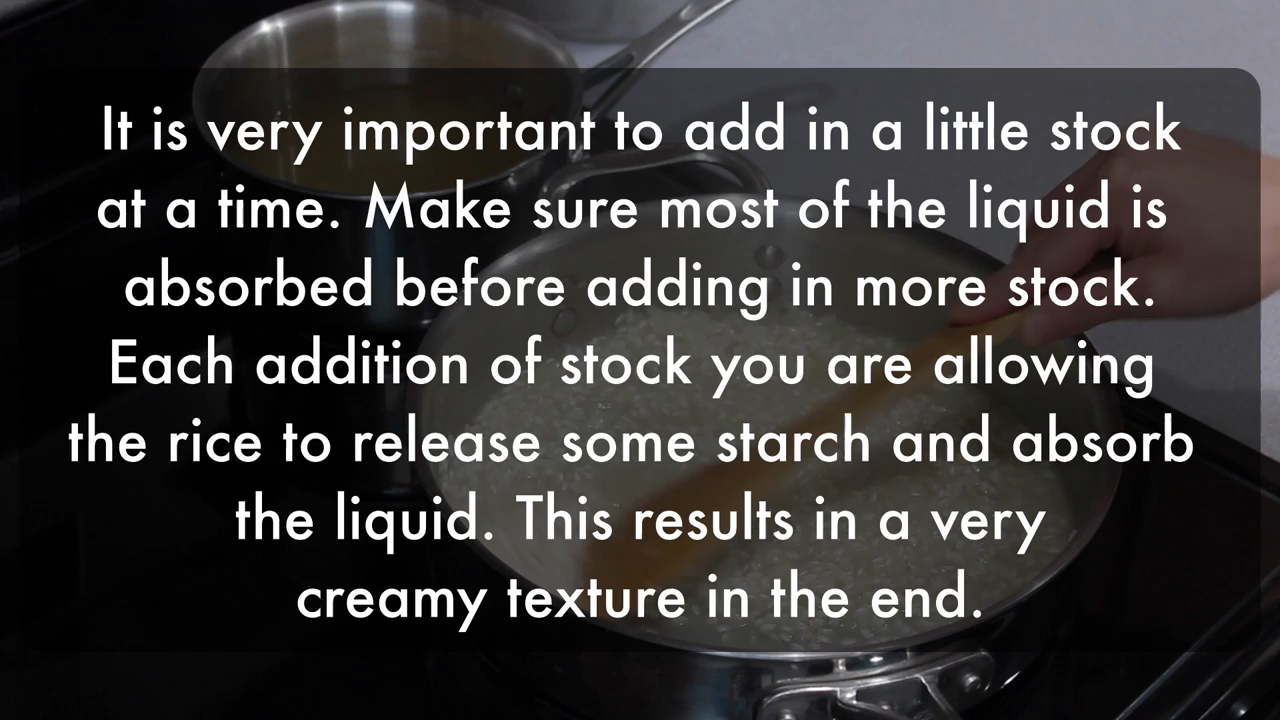 It is very important to add in a little stock
at a time. Make sure most of the liquid is
absorbed before adding in more stock.
Each addition of stock you are allowing
the rice to release some starch and absorb
the liquid. This results in a very
creamy texture in the end.